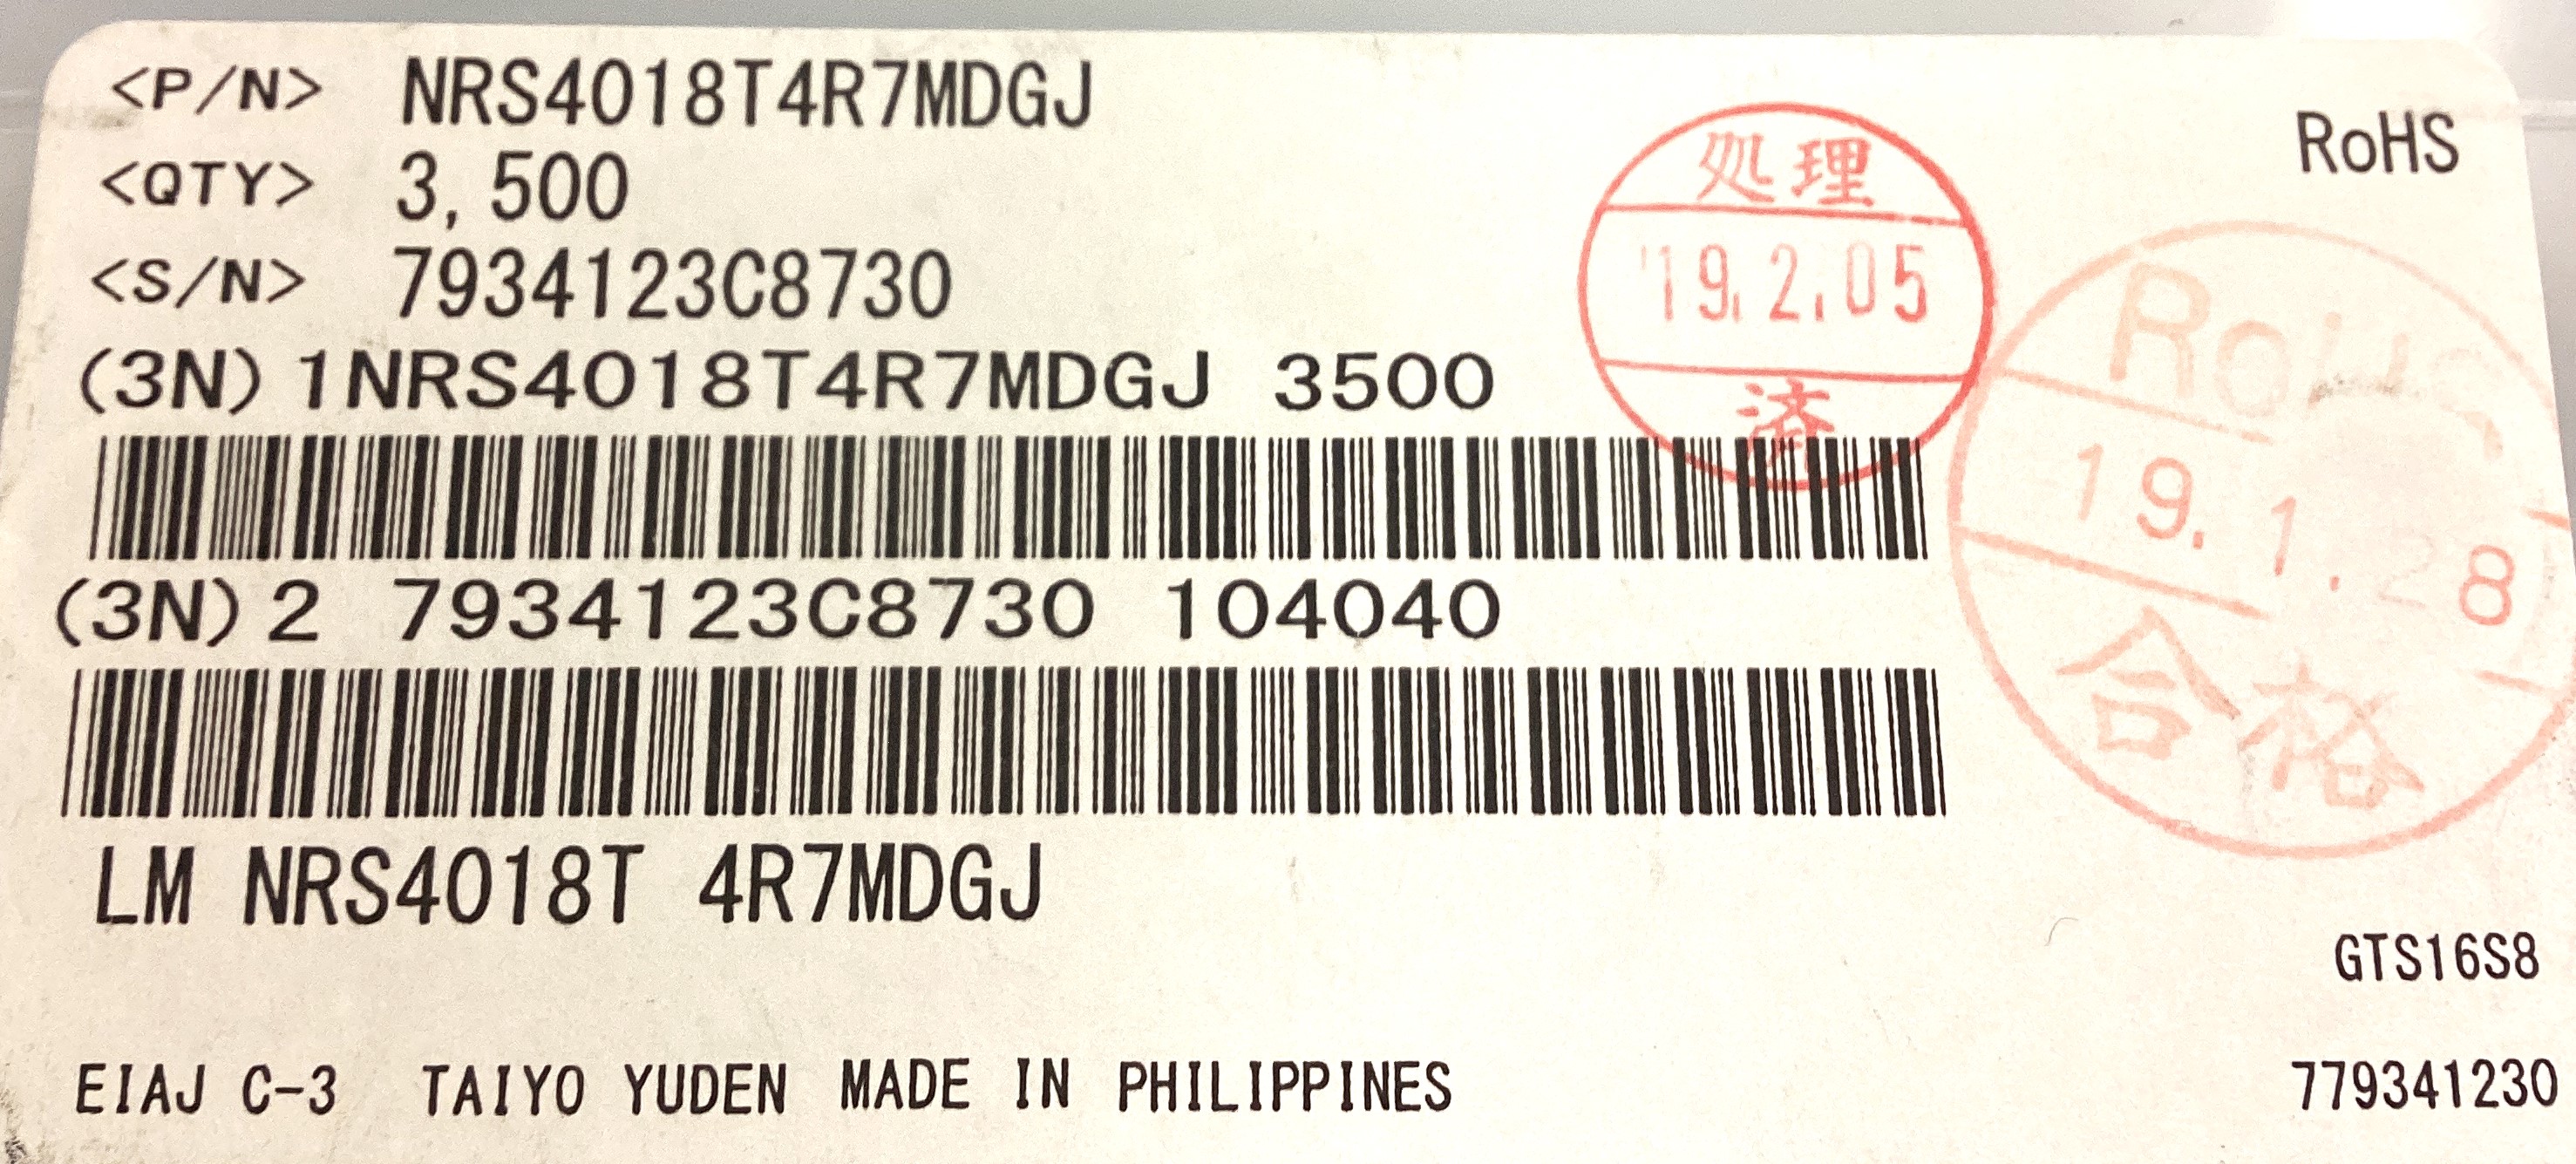 <P/N> NRS4018T4R7MDGJ
RoHS
<QTY> 3,500
<S/N> 7934123C8730
処理
'19.2.05
済
(3N)1NRS4018T4R7MDGJ 3500
RoHS
19.1.28
合格
(3N)2 7934123C8730 104040
LM NRS4018T 4R7MDGJ
GTS16S8
EIAJ C-3 TAIYO YUDEN MADE IN PHILIPPINES
779341230